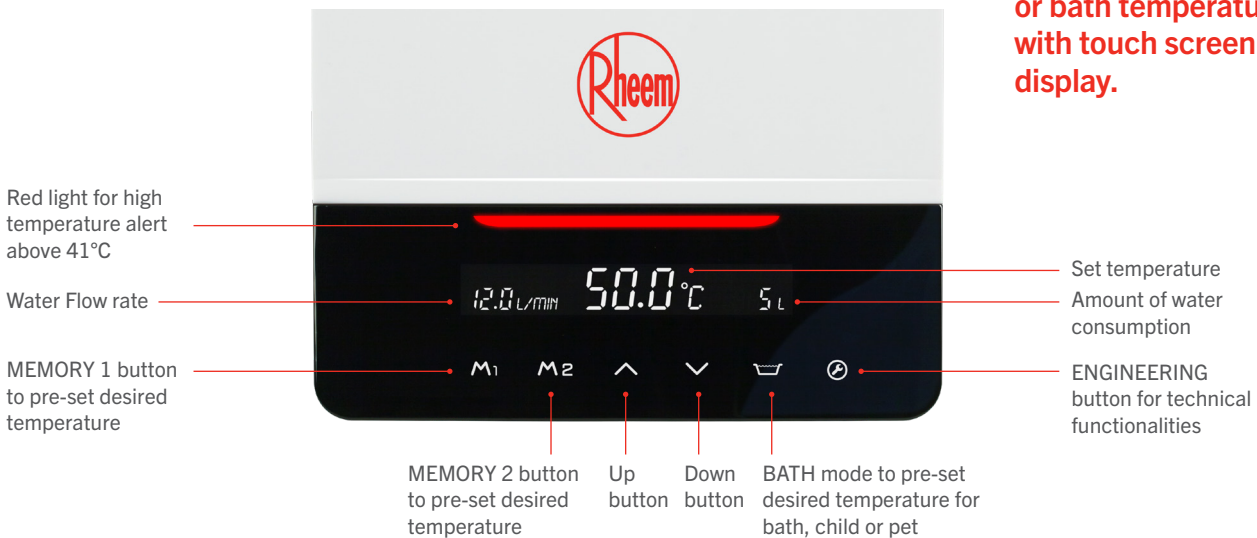 or bath temperatu
with touch screen
display.
Rheem
Red light for high
temperature alert
above 41°C
Water Flow rate
MEMORY 1 button
to pre-set desired
temperature
12.0 L/MIN 50.0 °C 5 L
M1 M2
Set temperature
Amount of water
consumption
ENGINEERING
button for technical
functionalities
MEMORY 2 button
to pre-set desired
temperature
Up
button
Down
button
BATH mode to pre-set
desired temperature for
bath, child or pet